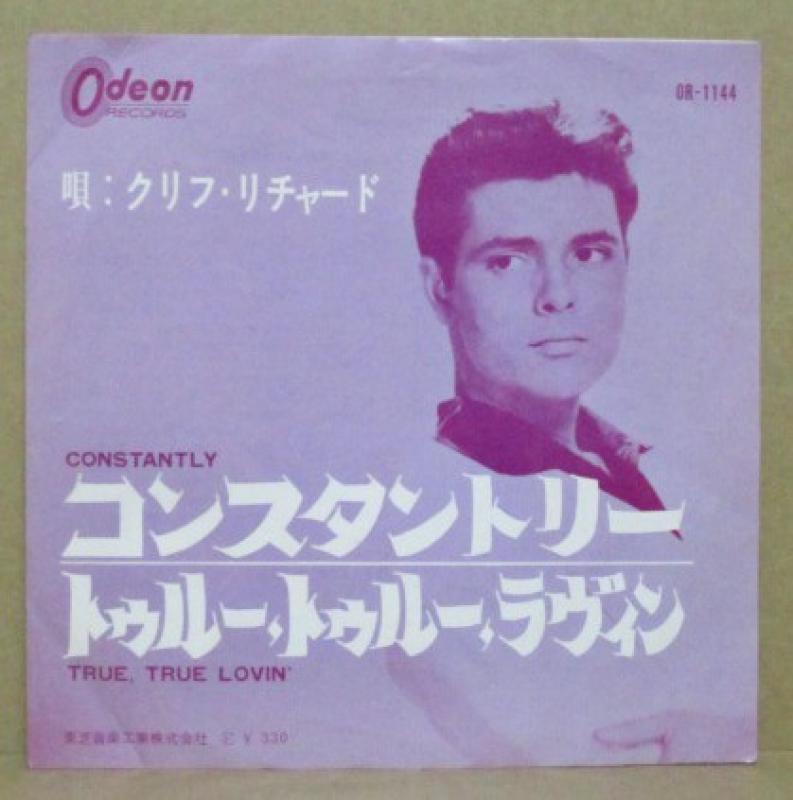 Odeon
RECORDS
OR-1144
唄：クリフ・リチャード
CONSTANTLY
コンスタントリー
トゥルー，トゥルー，ラヴィン
TRUE, TRUE LOVIN'
東芝音楽工業株式会社 Ⓟ ¥ 330